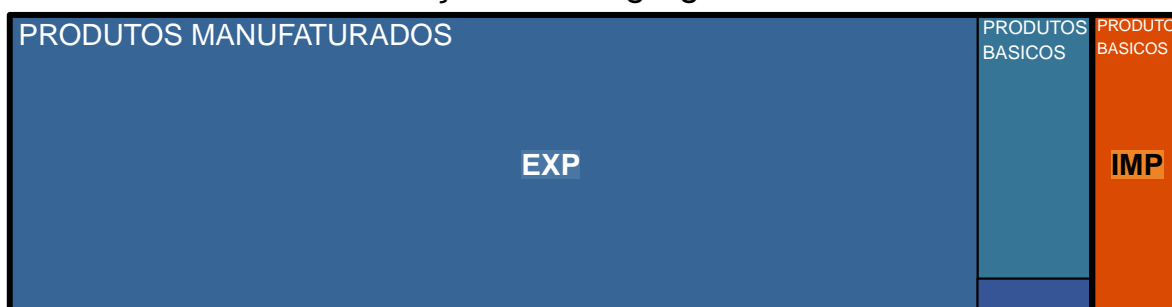 PRODUTOS MANUFATURADOS
PRODUTOS
BASICOS
PRODUTO
BASICOS
EXP
IMP